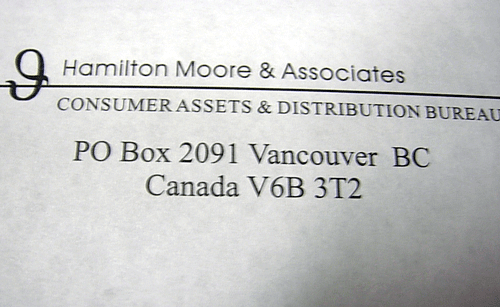 Hamilton Moore & Associates
CONSUMER ASSETS & DISTRIBUTION BUREAU
PO Box 2091 Vancouver BC
Canada V6B 3T2